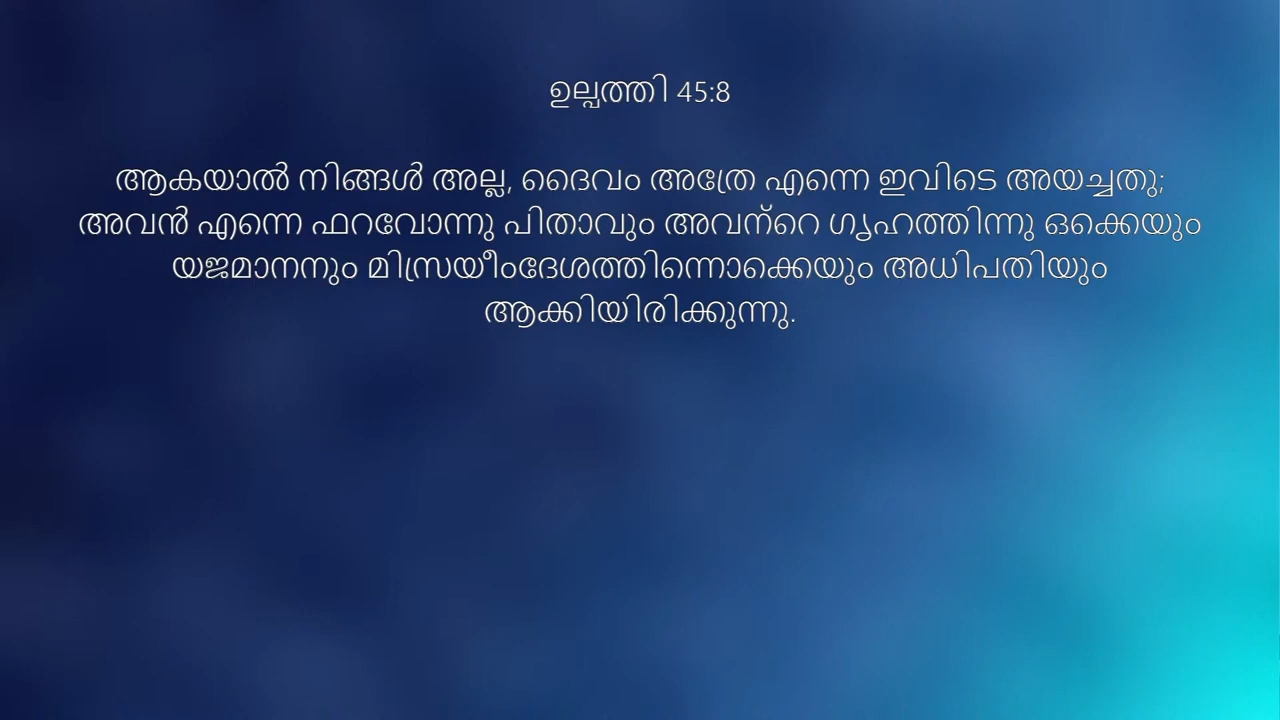 ഉല്പത്തി 45:8
ആകയാൽ നിങ്ങൾ അല്ല, ദൈവം അത്രേ എന്നെ ഇവിടെ അയച്ചതു;
അവൻ എന്നെ ഫറവോന്നു പിതാവും അവന്റെ ഗൃഹത്തിന്നു ഒക്കെയും
യജമാനനും മിസ്രയീംദേശത്തിന്നൊക്കെയും അധിപതിയും
ആക്കിയിരിക്കുന്നു.